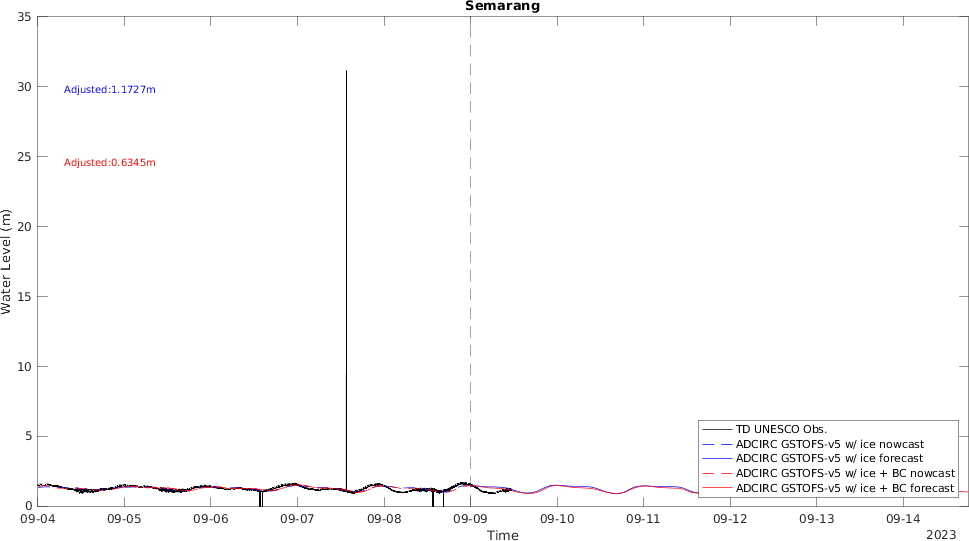 Semarang
35
30
25
20
15
10
5
0
Water Level (m)
Adjusted:1.1727m
Adjusted:0.6345m
TD UNESCO Obs.
ADCIRC GSTOFS-v5 w/ ice nowcast
ADCIRC GSTOFS-v5 w/ ice forecast
ADCIRC GSTOFS-v5 w/ ice + BC nowcast
ADCIRC GSTOFS-v5 w/ ice + BC forecast
09-04 09-05 09-06 09-07 09-08 09-09 09-10 09-11 09-12 09-13 09-14
Time
2023